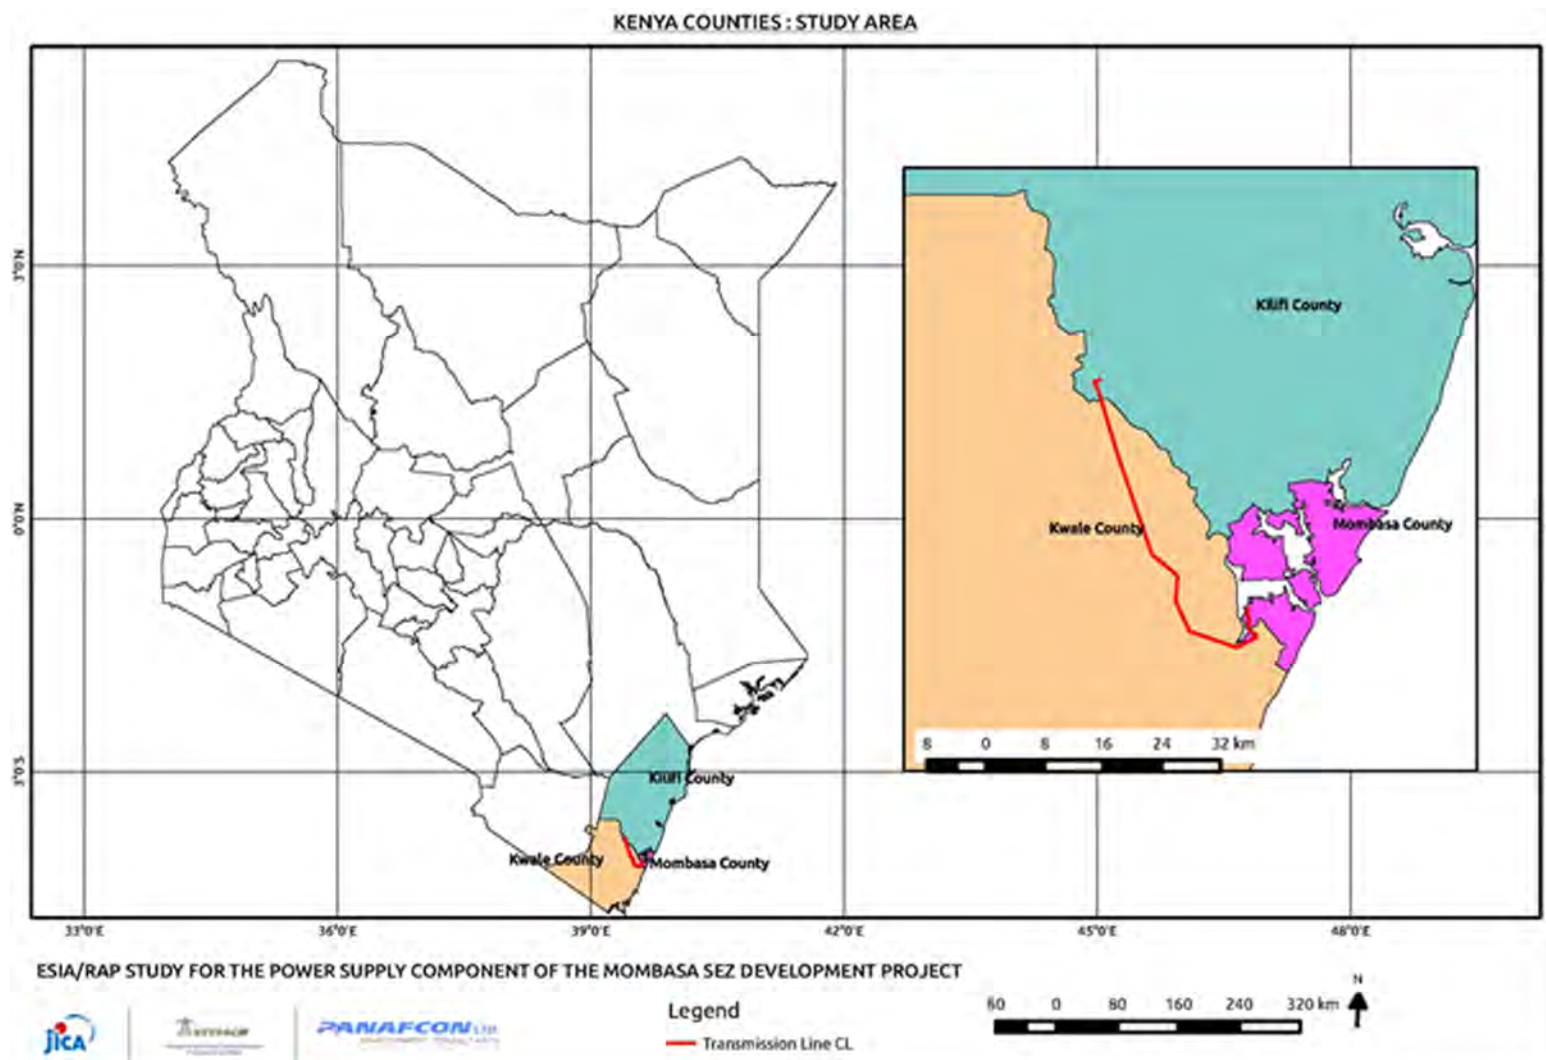 KENYA COUNTIES : STUDY AREA
3°0'N
0°0'N
3°0'S
Kilifi County
Kwale County
Mombasa County
8 0 8 16 24 32 km
Kilifi County
Kwale County
Mombasa County
33°0'E 36°0'E 39°0'E 42°0'E 45°0'E 48°0'E
ESIA/RAP STUDY FOR THE POWER SUPPLY COMPONENT OF THE MOMBASA SEZ DEVELOPMENT PROJECT
N
Legend
60 0 80 160 240 320 km
jICA
PANAFCON LTD
Transmission Line CL